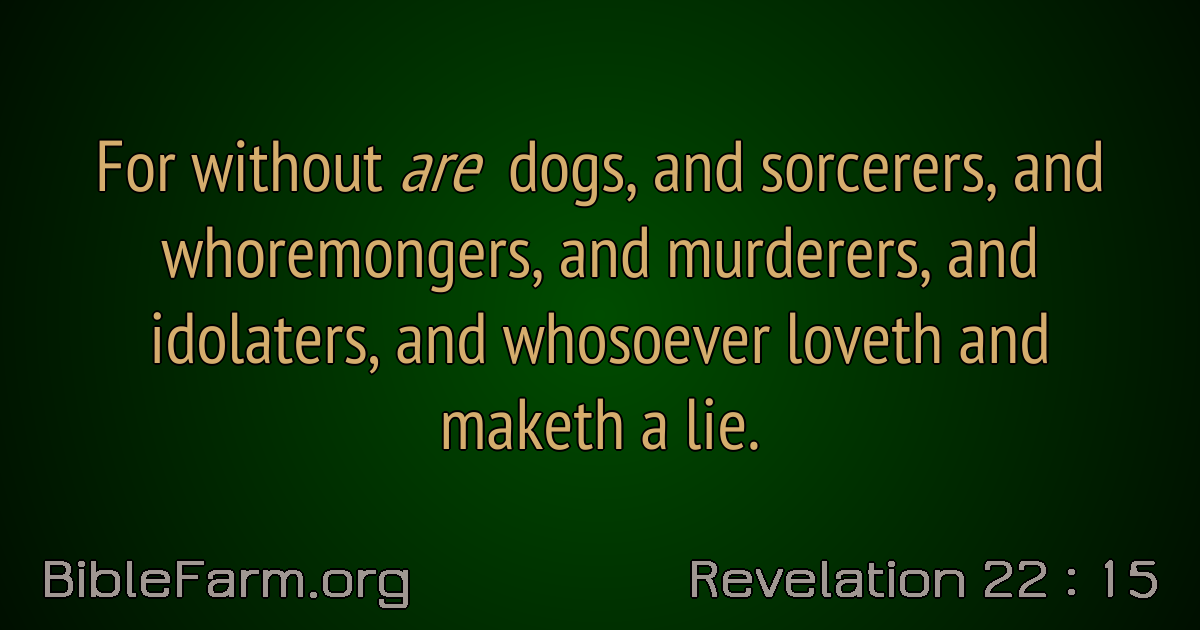 For without are dogs, and sorcerers, and
whoremongers, and murderers, and
idolaters, and whosoever loveth and
maketh a lie.
BibleFarm.org
Revelation 22 : 15